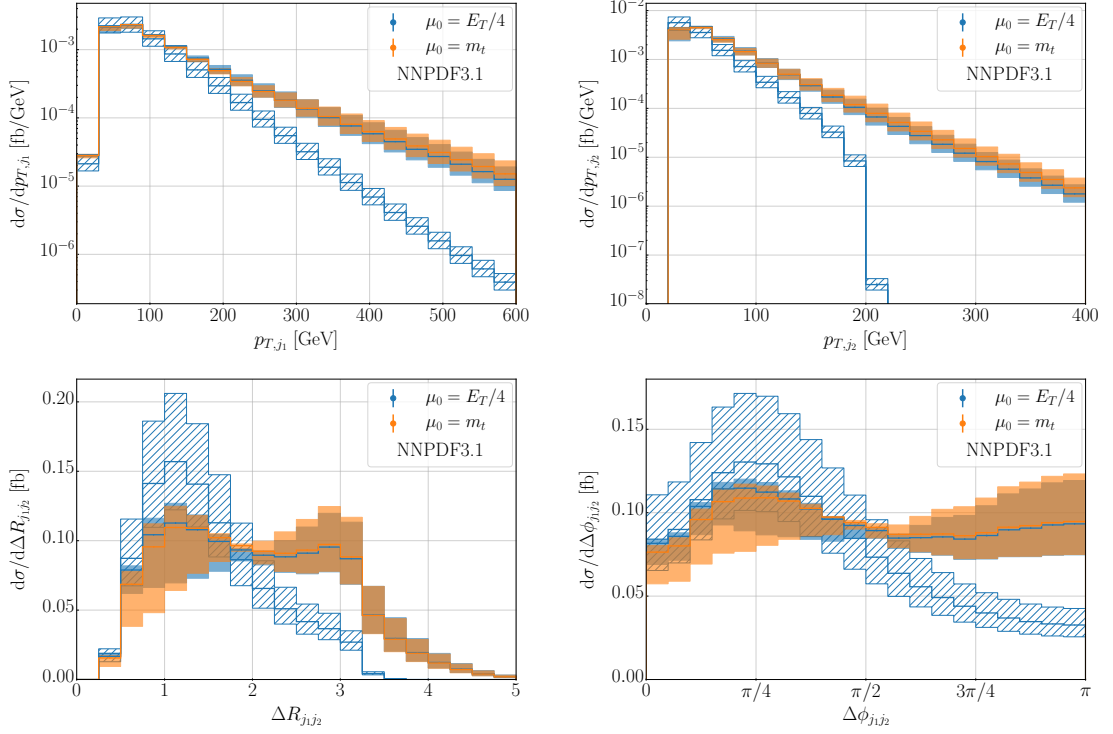 dσ/dp_{T,j_1} [fb/GeV]
10^{-3}
10^{-4}
10^{-5}
10^{-6}
μ_0 = E_T/4
μ_0 = m_t
NNPDF3.1
0 100 200 300 400 500 600
p_{T,j_1} [GeV]
dσ/dp_{T,j_2} [fb/GeV]
10^{-2}
10^{-3}
10^{-4}
10^{-5}
10^{-6}
10^{-7}
10^{-8}
μ_0 = E_T/4
μ_0 = m_t
NNPDF3.1
0 100 200 300 400
p_{T,j_2} [GeV]
dσ/dΔR_{j_1j_2} [fb]
0.20
0.15
0.10
0.05
0.00
μ_0 = E_T/4
μ_0 = m_t
NNPDF3.1
0 1 2 3 4 5
ΔR_{j_1j_2}
dσ/dΔϕ_{j_1j_2} [fb]
0.15
0.10
0.05
0.00
μ_0 = E_T/4
μ_0 = m_t
NNPDF3.1
0 π/4 π/2 3π/4 π
Δϕ_{j_1j_2}